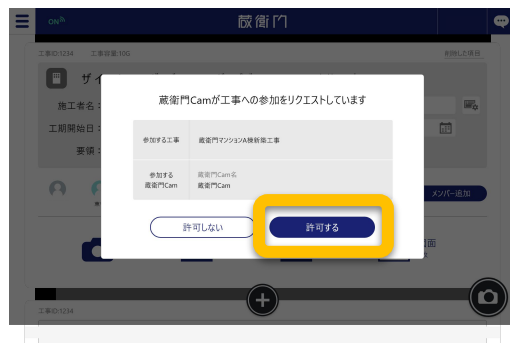 ON
蔵衛門
工事ID:1234 工事容量:10G 削除した項目
ザイ
蔵衛門Camが工事への参加をリクエストしています
施工者名：
工期開始日：
要領：
参加する工事 蔵衛門マンションA棟新築工事
参加する
蔵衛門Cam
蔵衛門Cam名
蔵衛門Cam
メンバー追加
許可しない 許可する
図面
工事ID:1234